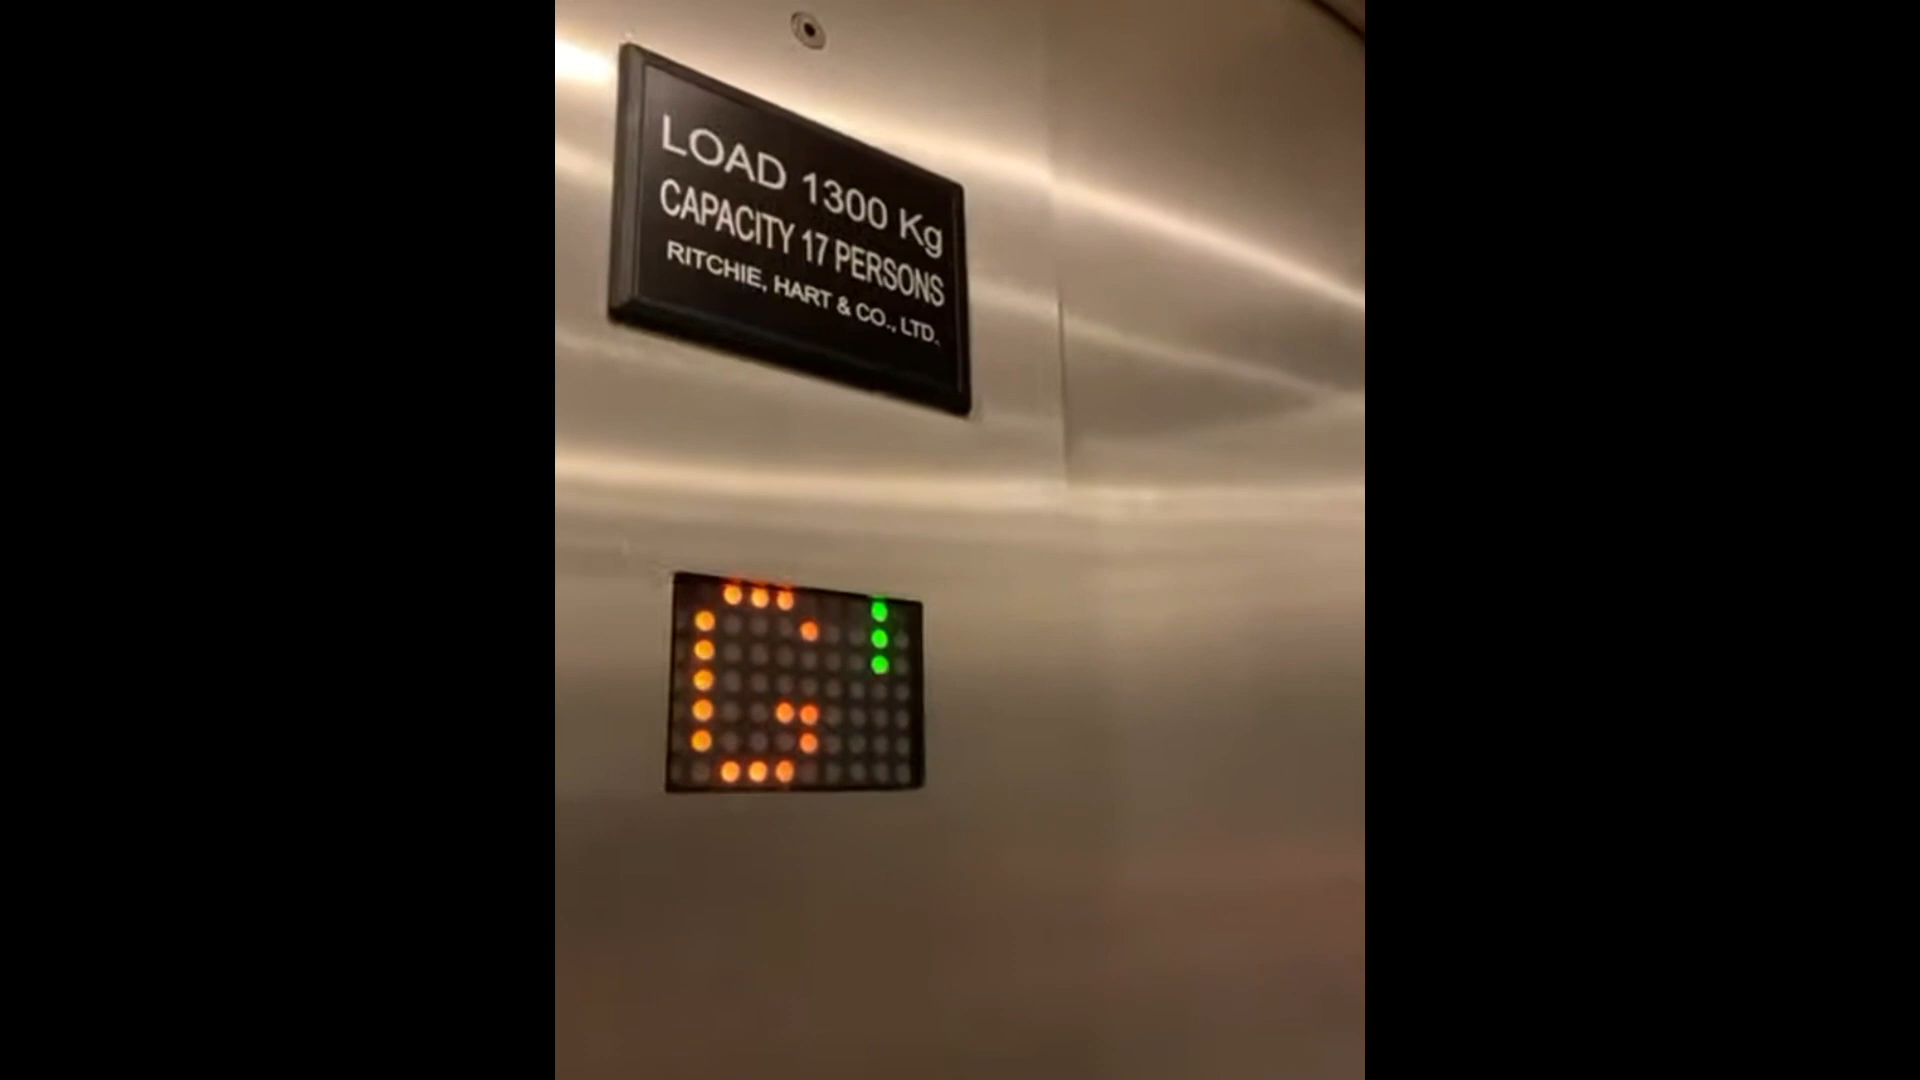 LOAD 1300 Kg
CAPACITY 17 PERSONS
RITCHIE, HART & CO., LTD.
G